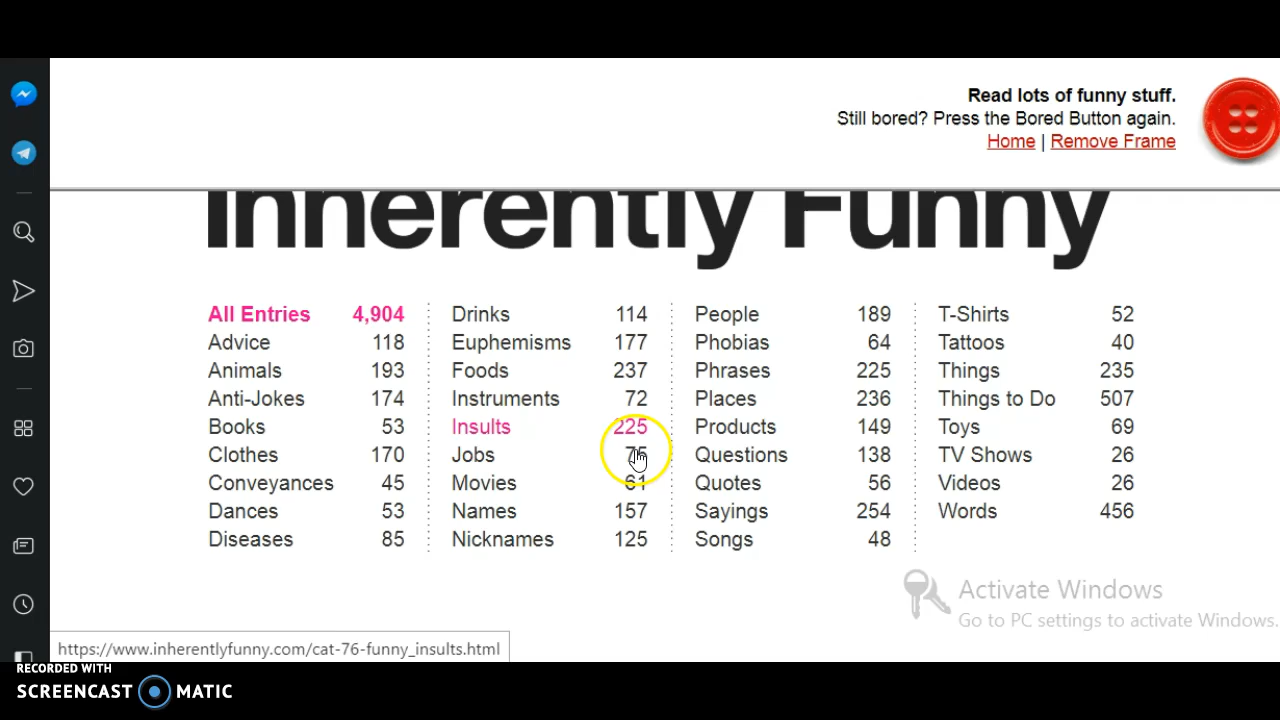 Read lots of funny stuff.
Still bored? Press the Bored Button again.
Home | Remove Frame
Inherently Funny
All Entries 4,904
Advice 118
Animals 193
Anti-Jokes 174
Books 53
Clothes 170
Conveyances 45
Dances 53
Diseases 85
Drinks 114
Euphemisms 177
Foods 237
Instruments 72
Insults 225
Jobs 75
Movies 61
Names 157
Nicknames 125
People 189
Phobias 64
Phrases 225
Places 236
Products 149
Questions 138
Quotes 56
Sayings 254
Songs 48
T-Shirts 52
Tattoos 40
Things 235
Things to Do 507
Toys 69
TV Shows 26
Videos 26
Words 456
Activate Windows
Go to PC settings to activate Windows.
https://www.inherentlyfunny.com/cat-76-funny_insults.html
RECORDED WITH
SCREENCAST MATIC